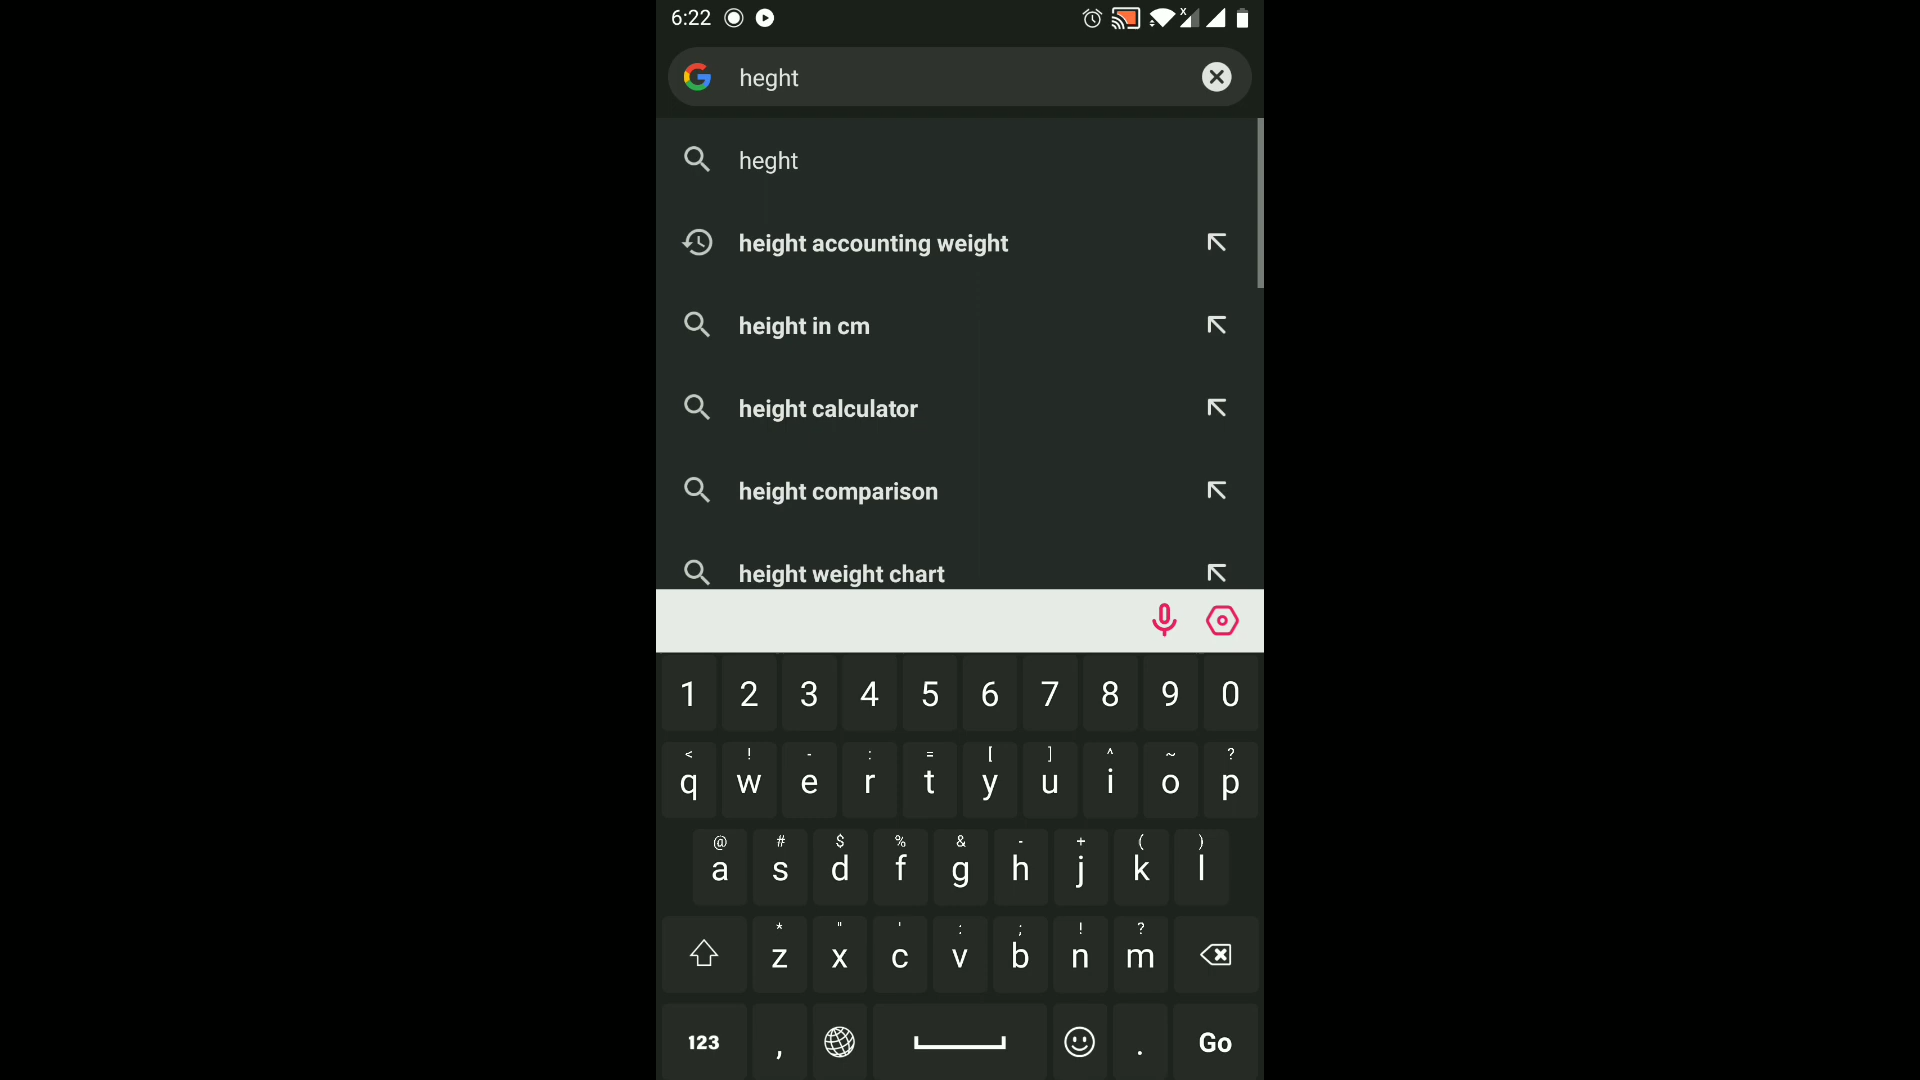 6:22
heght
heght
height accounting weight
height in cm
height calculator
height comparison
height weight chart
1 2 3 4 5 6 7 8 9 0
< ! - : = [ ] ^ ~ ?
q w e r t y u i o p
@ # $ % & - + ( )
a s d f g h j k l
* " ' : ; ! ?
z x c v b n m
123 , . Go